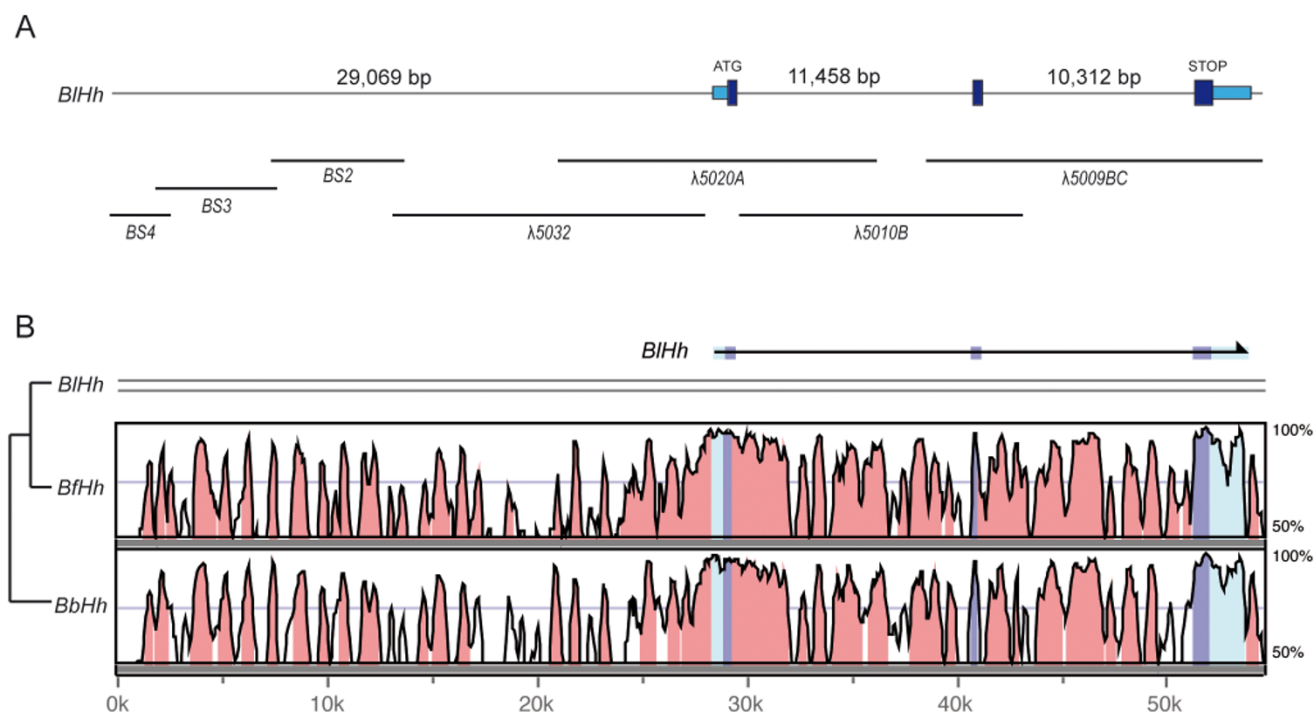 A
29,069 bp
ATG
11,458 bp
10,312 bp
STOP
BlHh
BS2
λ5020A
λ5009BC
BS3
BS4
λ5032
λ5010B
B
BlHh
BlHh
100%
BfHh
50%
100%
BbHh
50%
0k 10k 20k 30k 40k 50k